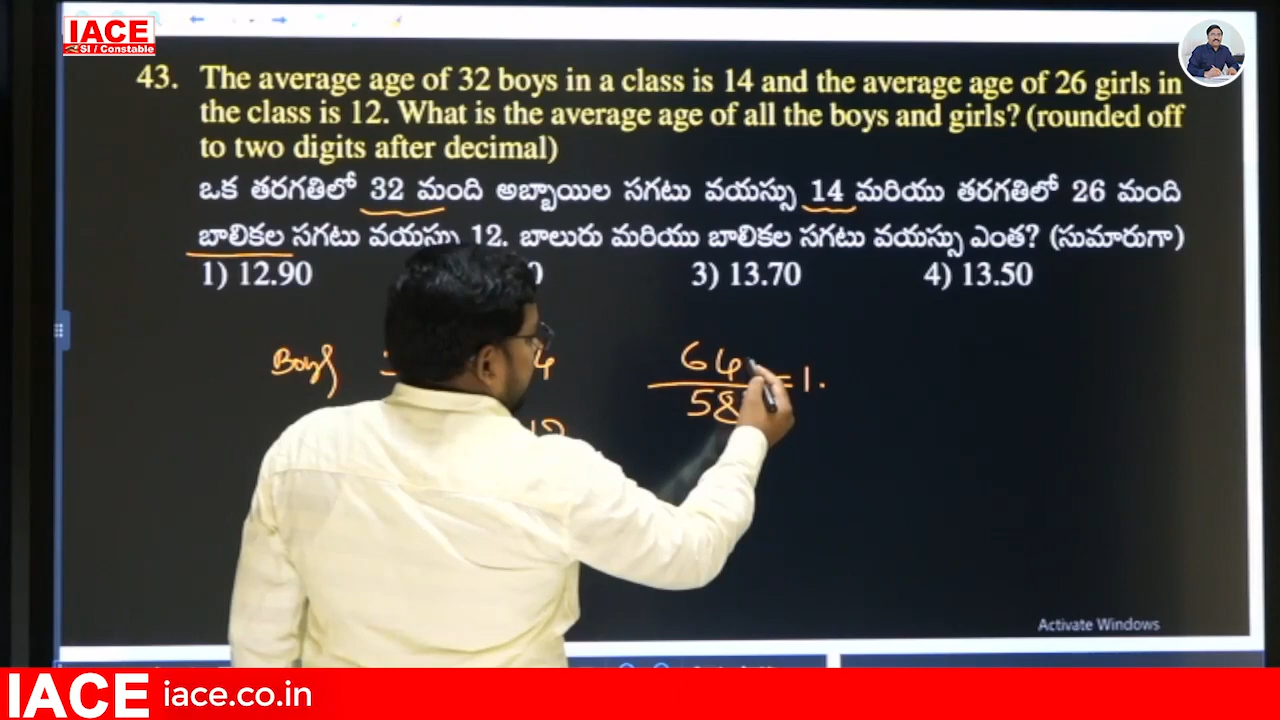 IACE
SI / Constable
43. The average age of 32 boys in a class is 14 and the average age of 26 girls in
the class is 12. What is the average age of all the boys and girls? (rounded off
to two digits after decimal)
ఒక తరగతిలో 32 మంది అబ్బాయిల సగటు వయస్సు 14 మరియు తరగతిలో 26 మంది
బాలికల సగటు వయస్సు 12. బాలురు మరియు బాలికల సగటు వయస్సు ఎంత? (సుమారుగా)
1) 12.90 0 3) 13.70 4) 13.50
Boys 4 64
= 1.
58
12
Activate Windows
IACE iace.co.in